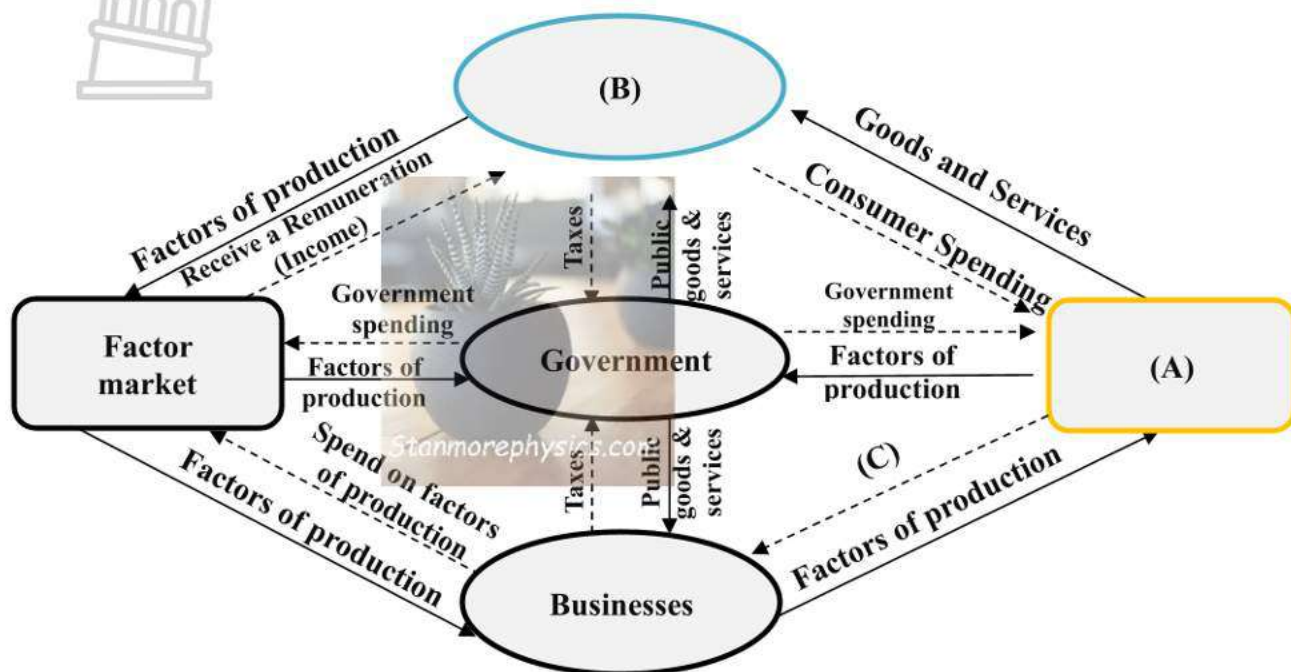 (B)
Factors of production
Receive a Remuneration
(Income)
Goods and Services
Consumer Spending
Taxes
Public
goods &
services
Government
spending
Government
spending
Factor
market
Government
(A)
Factors of
production
Factors of
production
Stanmorephysics.com
Spend on factors
of production
Factors of production
Taxes
Public
goods &
services
(C)
Factors of production
Businesses